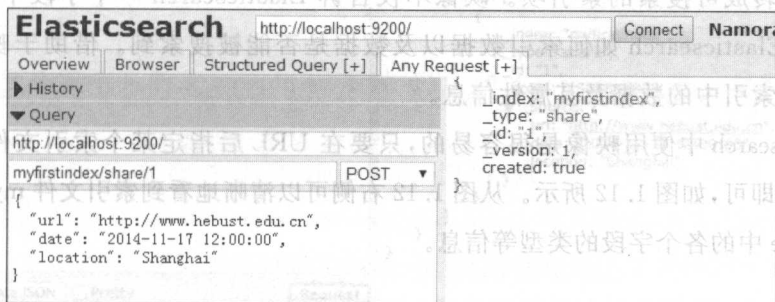 Elasticsearch http://localhost:9200/ Connect Namora
Overview Browser Structured Query [+] Any Request [+]
History
Query
http://localhost:9200/
myfirstindex/share/1 POST
{
"url": "http://www.hebust.edu.cn",
"date": "2014-11-17 12:00:00",
"location": "Shanghai"
}
{
_index: "myfirstindex",
_type: "share",
_id: "1",
_version: 1,
created: true
}